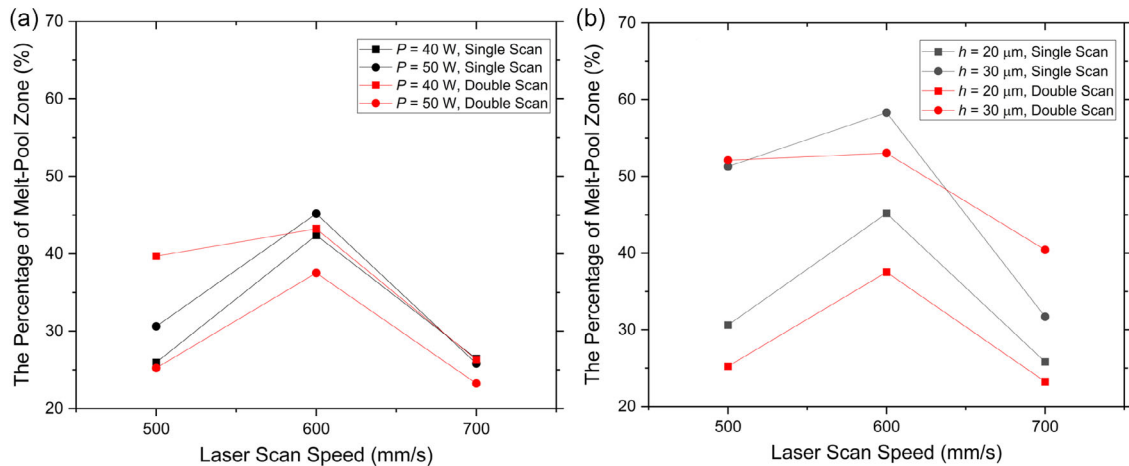 (a)
The Percentage of Melt-Pool Zone (%)
70
60
50
40
30
20
P = 40 W, Single Scan
P = 50 W, Single Scan
P = 40 W, Double Scan
P = 50 W, Double Scan
500
600
700
Laser Scan Speed (mm/s)
(b)
The Percentage of Melt-Pool Zone (%)
70
60
50
40
30
20
h = 20 μm, Single Scan
h = 30 μm, Single Scan
h = 20 μm, Double Scan
h = 30 μm, Double Scan
500
600
700
Laser Scan Speed (mm/s)